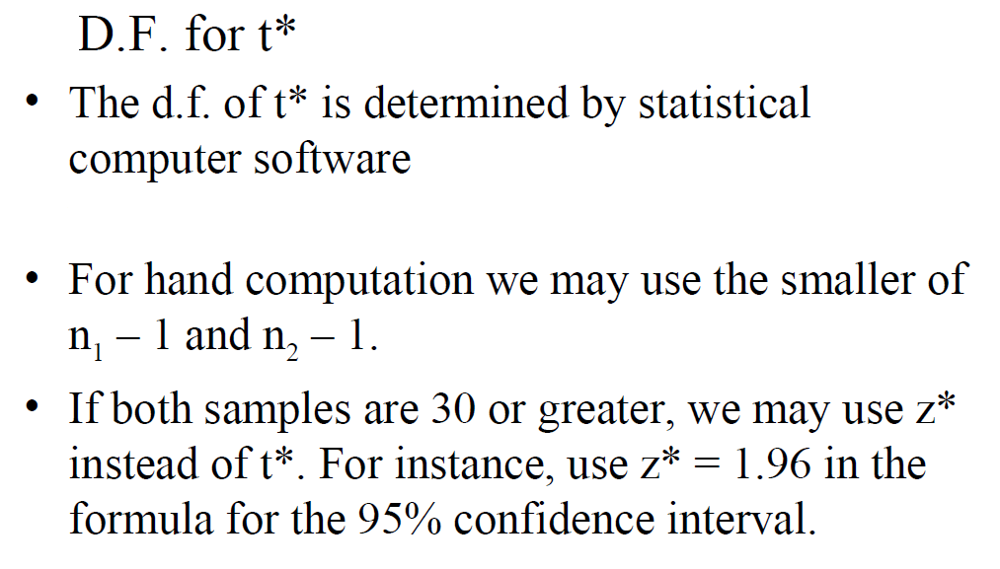 D.F. for t*
• The d.f. of t* is determined by statistical
computer software
• For hand computation we may use the smaller of
n₁ – 1 and n₂ – 1.
• If both samples are 30 or greater, we may use z*
instead of t*. For instance, use z* = 1.96 in the
formula for the 95% confidence interval.